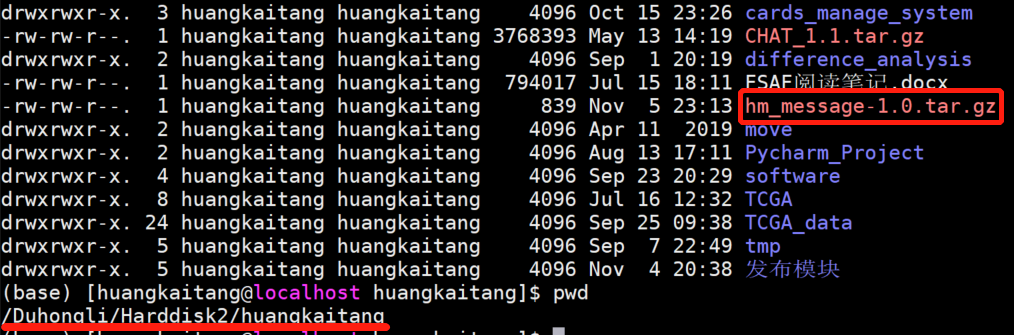 drwxrwxr-x. 3 huangkaitang huangkaitang 4096 Oct 15 23:26 cards_manage_system
-rw-rw-r--. 1 huangkaitang huangkaitang 3768393 May 13 14:19 CHAT_1.1.tar.gz
drwxrwxr-x. 2 huangkaitang huangkaitang 4096 Sep 1 20:19 difference_analysis
-rw-rw-r--. 1 huangkaitang huangkaitang 794017 Jul 15 18:11 ESAE阅读笔记.docx
-rw-rw-r--. 1 huangkaitang huangkaitang 839 Nov 5 23:13 hm_message-1.0.tar.gz
drwxrwxr-x. 2 huangkaitang huangkaitang 4096 Apr 11 2019 move
drwxrwxr-x. 2 huangkaitang huangkaitang 4096 Aug 13 17:11 Pycharm_Project
drwxrwxr-x. 4 huangkaitang huangkaitang 4096 Sep 23 20:29 software
drwxrwxr-x. 8 huangkaitang huangkaitang 4096 Jul 16 12:32 TCGA
drwxrwxr-x. 24 huangkaitang huangkaitang 4096 Sep 25 09:38 TCGA_data
drwxrwxr-x. 5 huangkaitang huangkaitang 4096 Sep 7 22:49 tmp
drwxrwxr-x. 5 huangkaitang huangkaitang 4096 Nov 4 20:38 发布模块
(base) [huangkaitang@localhost huangkaitang]$ pwd
/Duhongli/Harddisk2/huangkaitang